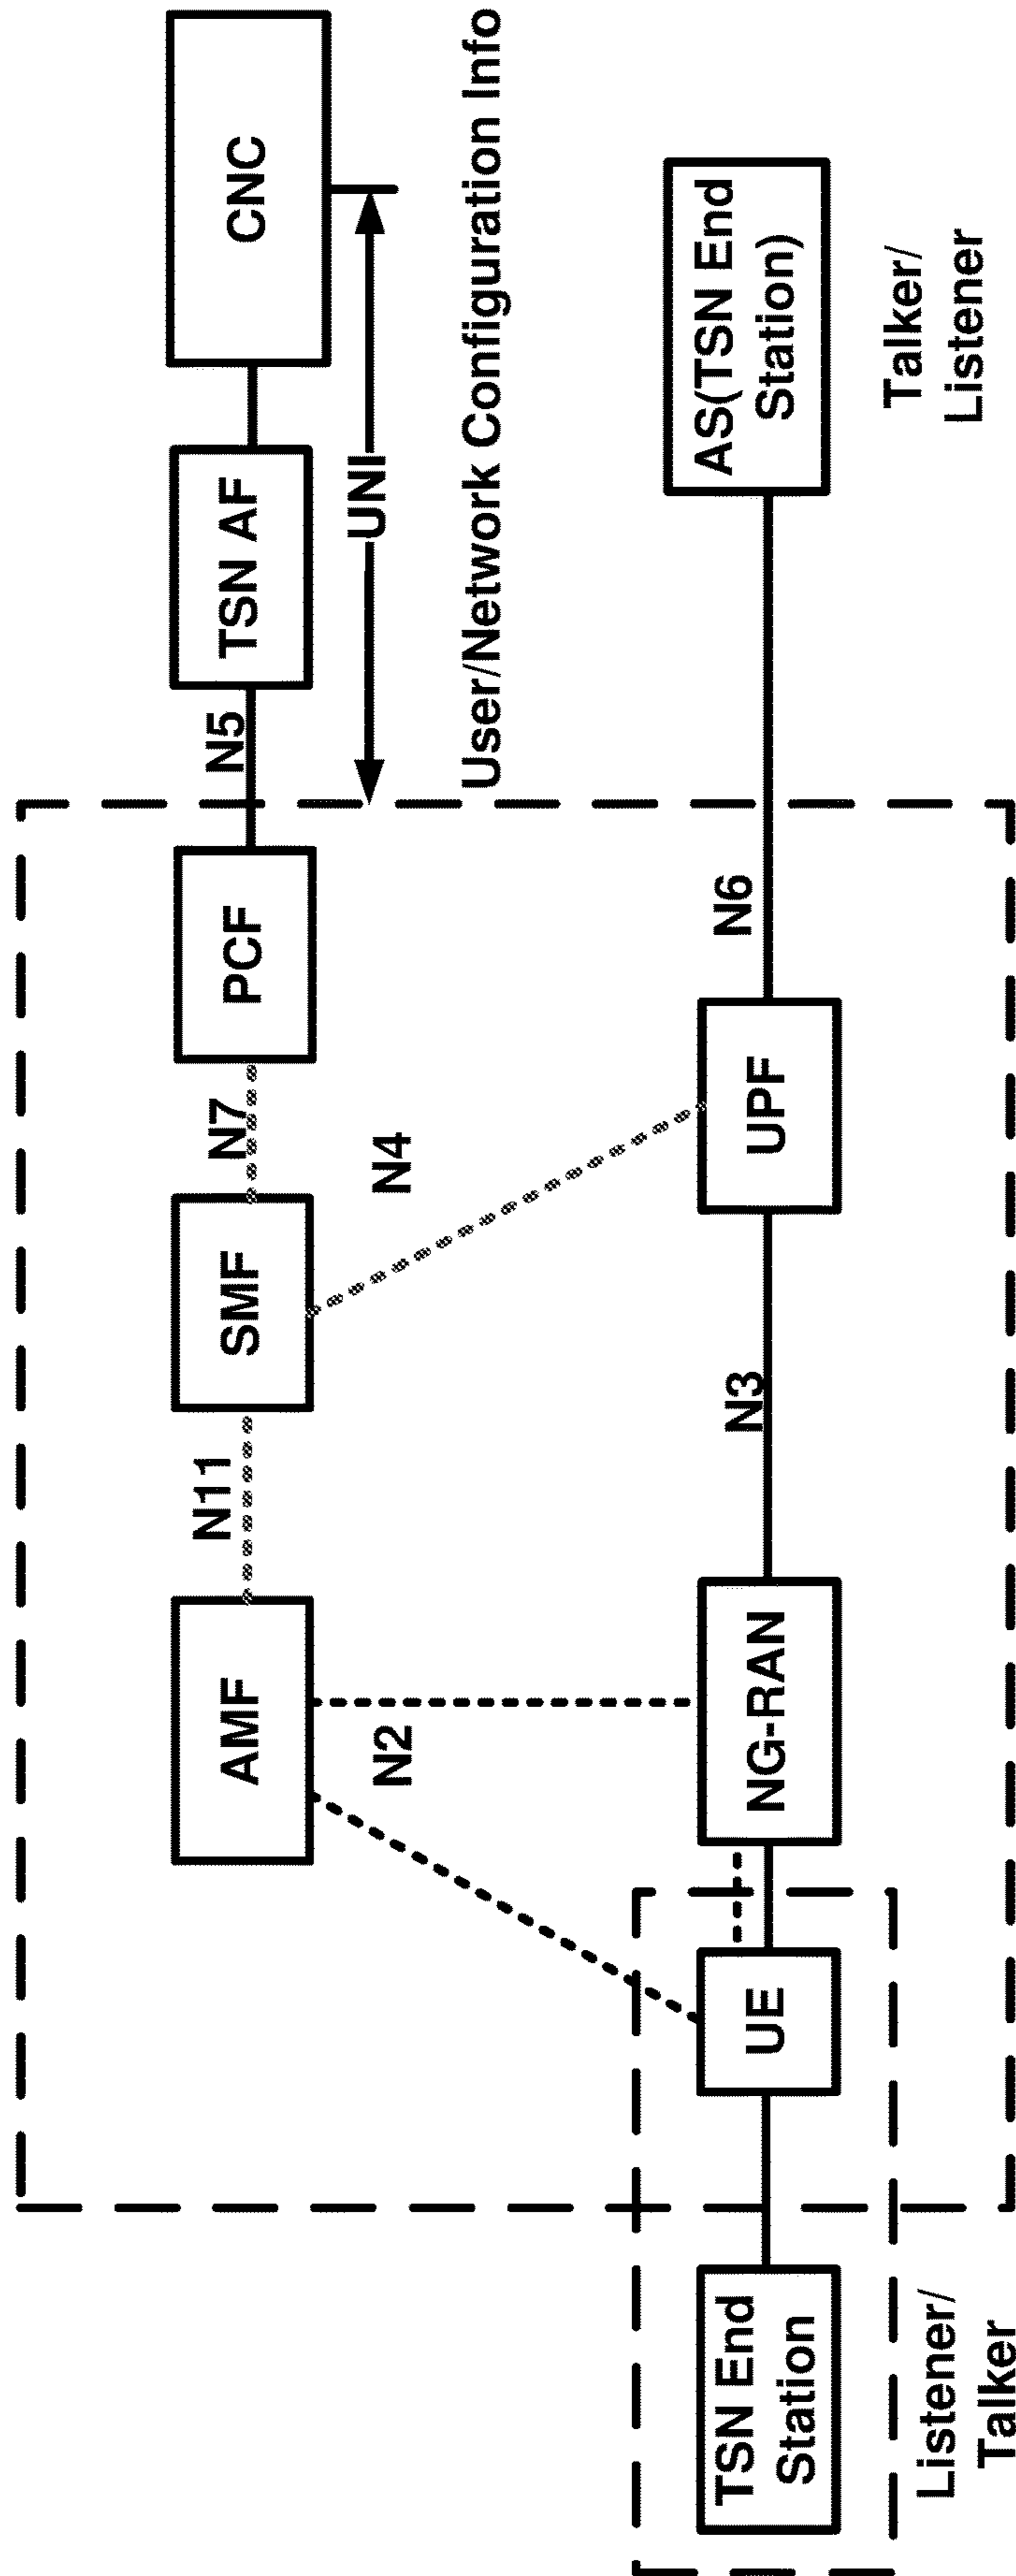 AMF
N11
SMF
N7
PCF
N5
TSN AF
CNC
N2
N4
UNI
User/Network Configuration Info
TSN End
Station
UE
NG-RAN
N3
UPF
N6
AS(TSN End
Station)
Listener/
Talker
Talker/
Listener